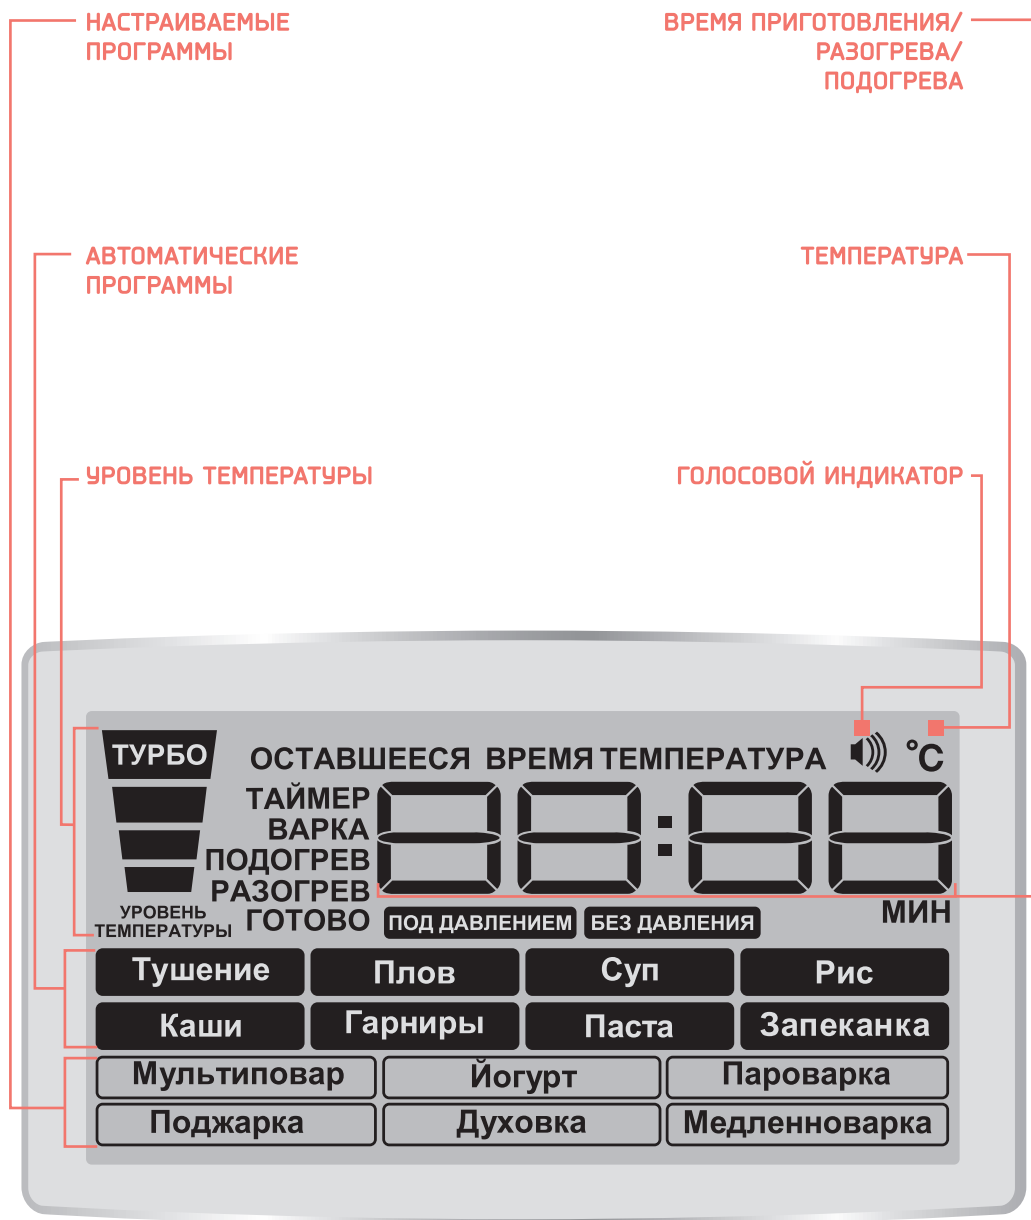 НАСТРАИВАЕМЫЕ
ПРОГРАММЫ
ВРЕМЯ ПРИГОТОВЛЕНИЯ/
РАЗОГРЕВА/
ПОДОГРЕВА
АВТОМАТИЧЕСКИЕ
ПРОГРАММЫ
ТЕМПЕРАТУРА
УРОВЕНЬ ТЕМПЕРАТУРЫ
ГОЛОСОВОЙ ИНДИКАТОР
ТУРБО
ОСТАВШЕЕСЯ ВРЕМЯ ТЕМПЕРАТУРА
°C
ТАЙМЕР
ВАРКА
ПОДОГРЕВ
РАЗОГРЕВ
ГОТОВО
88:88
УРОВЕНЬ
ТЕМПЕРАТУРЫ
ПОД ДАВЛЕНИЕМ
БЕЗ ДАВЛЕНИЯ
МИН
Тушение
Плов
Суп
Рис
Каши
Гарниры
Паста
Запеканка
Мультиповар
Йогурт
Пароварка
Поджарка
Духовка
Медленноварка